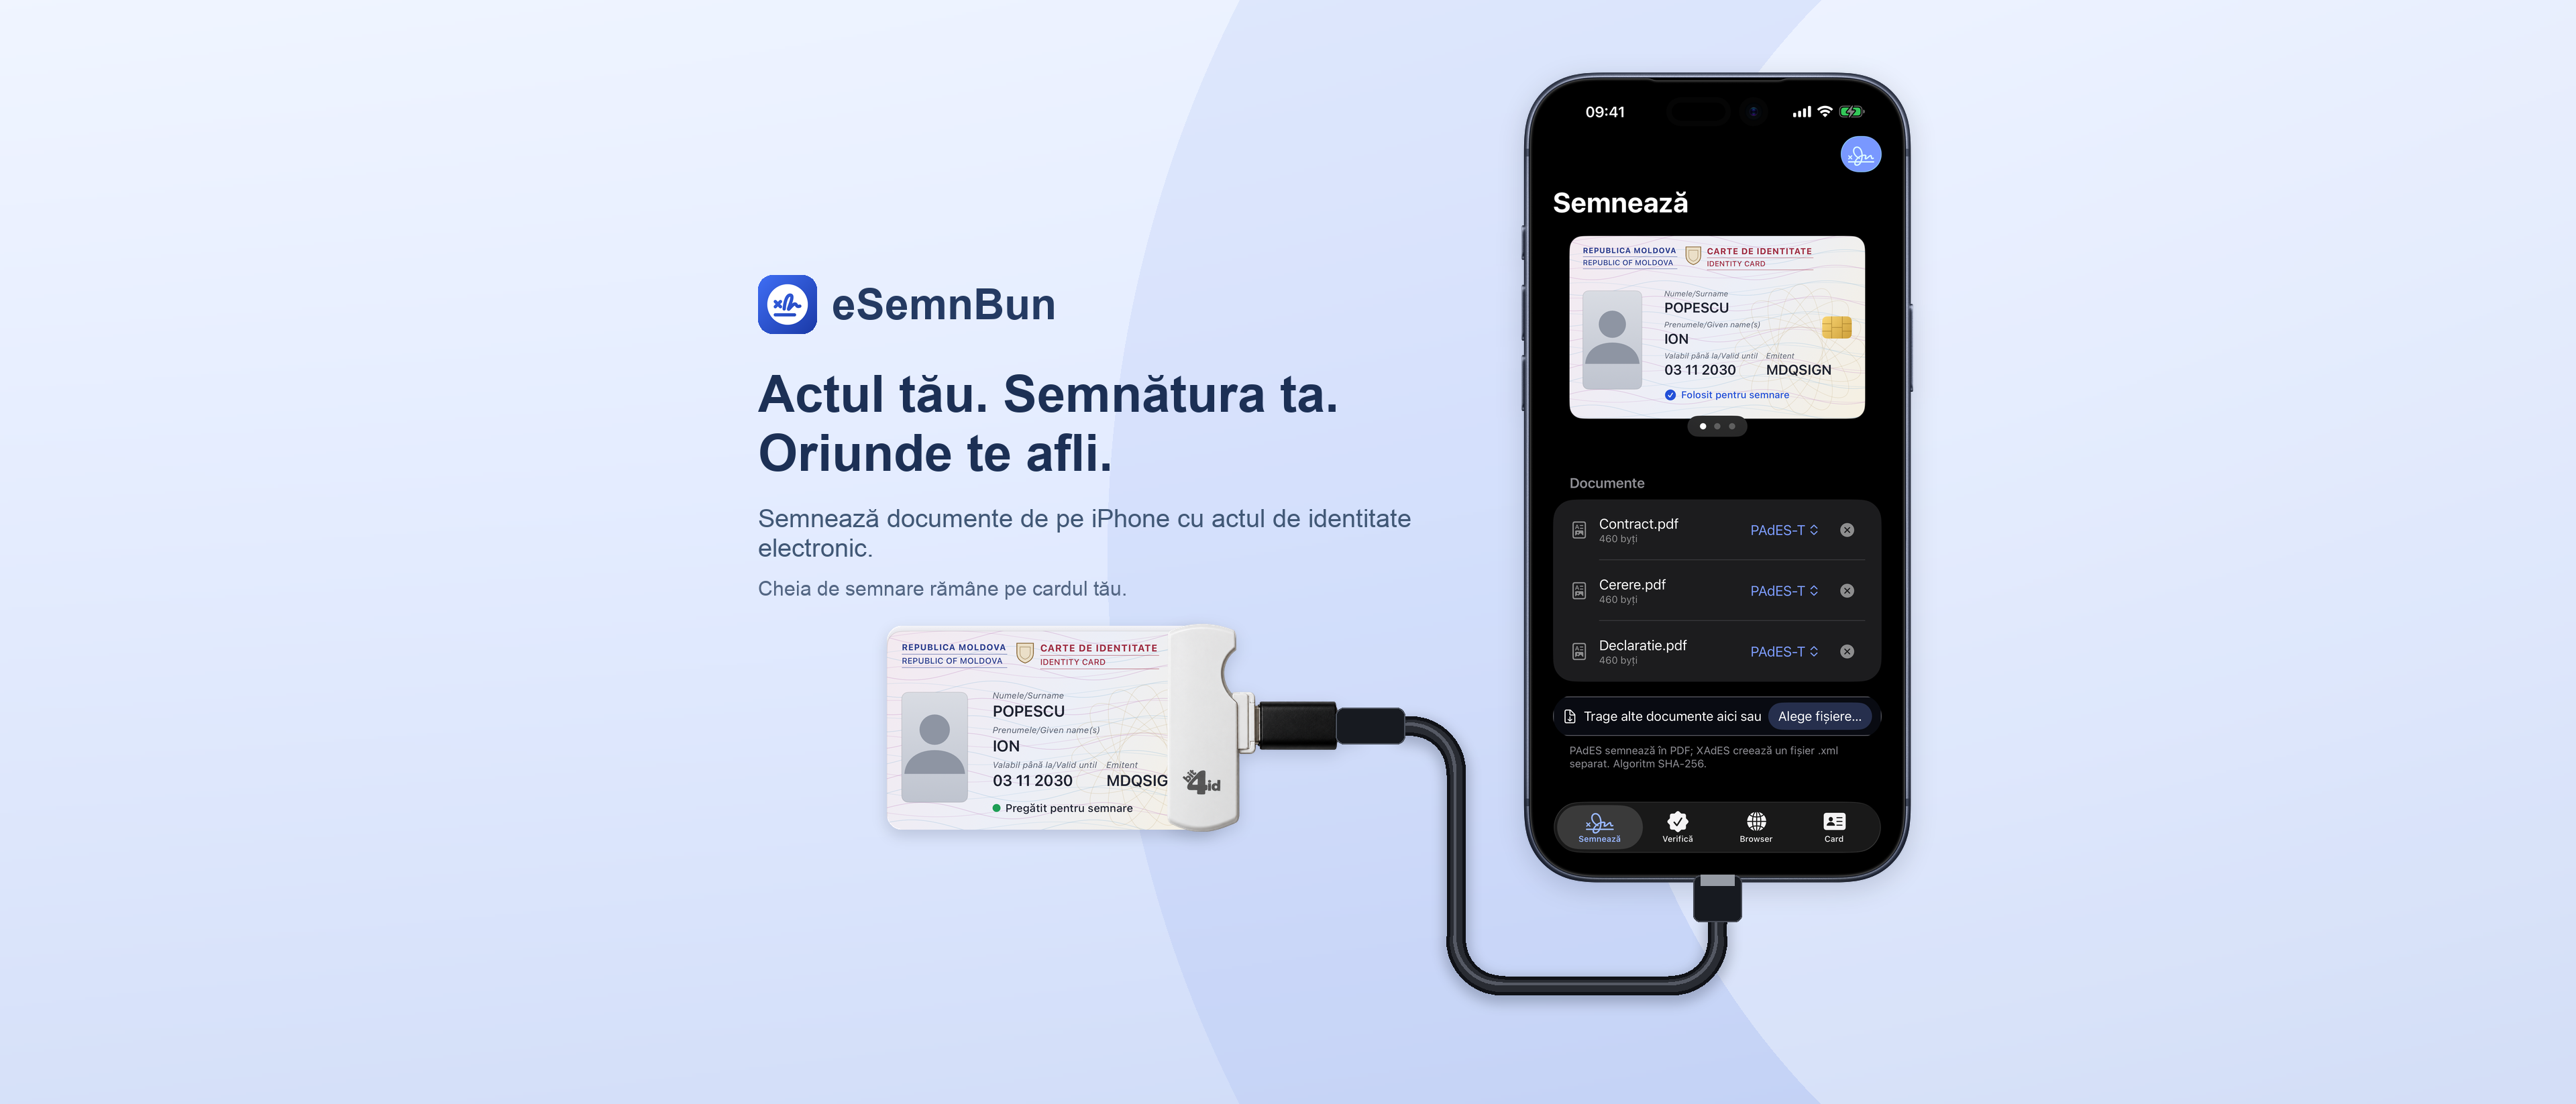 eSemnBun
Actul tău. Semnătura ta.
Oriunde te afli.
Semnează documente de pe iPhone cu actul de identitate
electronic.
Cheia de semnare rămâne pe cardul tău.
REPUBLICA MOLDOVA
REPUBLIC OF MOLDOVA
CARTE DE IDENTITATE
IDENTITY CARD
Numele/Surname
POPESCU
Prenumele/Given name(s)
ION
Valabil până la/Valid until Emitent
03 11 2030 MDQSIG
Pregătit pentru semnare
bit4id
09:41
Semnează
REPUBLICA MOLDOVA
REPUBLIC OF MOLDOVA
CARTE DE IDENTITATE
IDENTITY CARD
Numele/Surname
POPESCU
Prenumele/Given name(s)
ION
Valabil până la/Valid until Emitent
03 11 2030 MDQSIGN
Folosit pentru semnare
Documente
Contract.pdf PAdES-T
460 byți
Cerere.pdf PAdES-T
460 byți
Declaratie.pdf PAdES-T
460 byți
Trage alte documente aici sau Alege fișiere...
PAdES semnează în PDF; XAdES creează un fișier .xml
separat. Algoritm SHA-256.
Semnează Verifică Browser Card